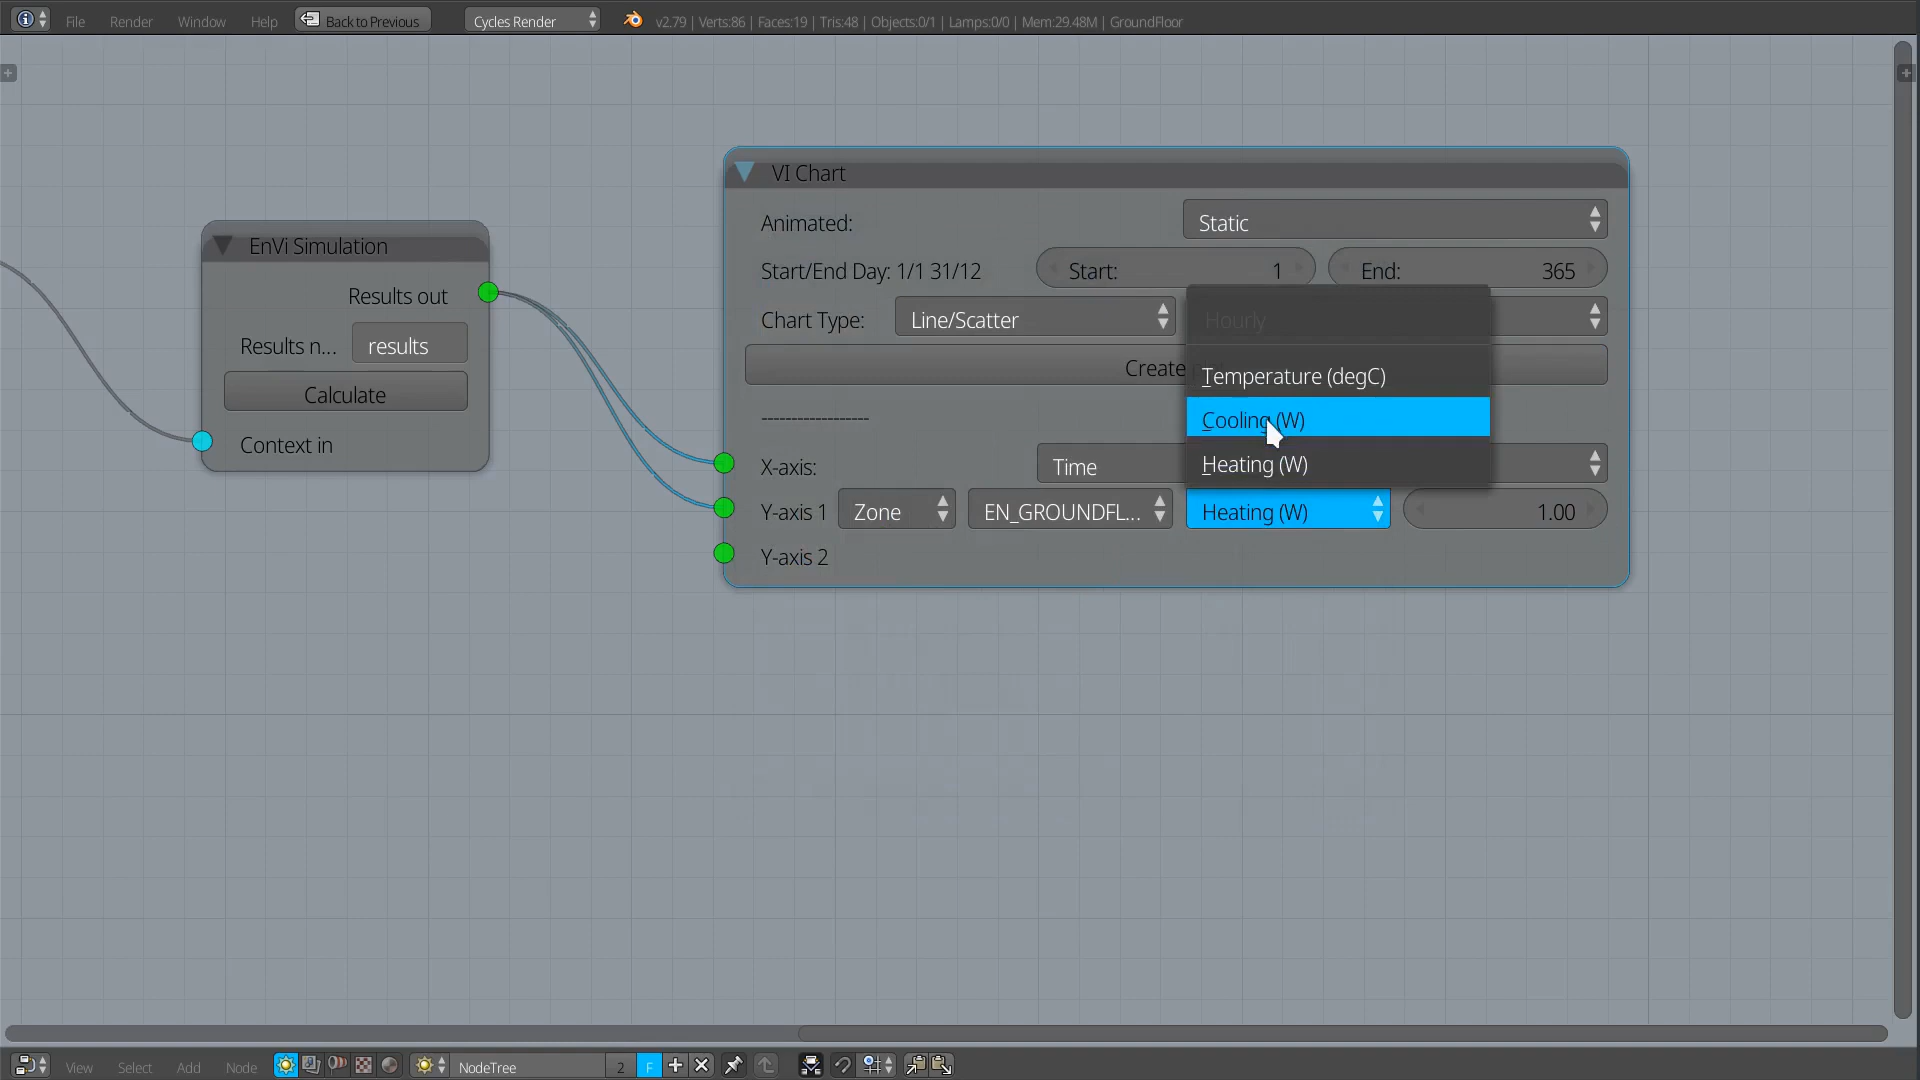 File Render Window Help Back to Previous Cycles Render v2.79 | Verts:86 | Faces:19 | Tris:48 | Objects:0/1 | Lamps:0/0 | Mem:29.48M | GroundFloor
VI Chart
Animated: Static
Start/End Day: 1/1 31/12 Start: 1 End: 365
Chart Type: Line/Scatter Hourly
Create
Temperature (degC)
------------------
Cooling (W)
X-axis: Time
Heating (W)
Y-axis 1 Zone EN_GROUNDFL... Heating (W) 1.00
Y-axis 2
EnVi Simulation
Results out
Results n... results
Calculate
Context in
View Select Add Node NodeTree 2 F